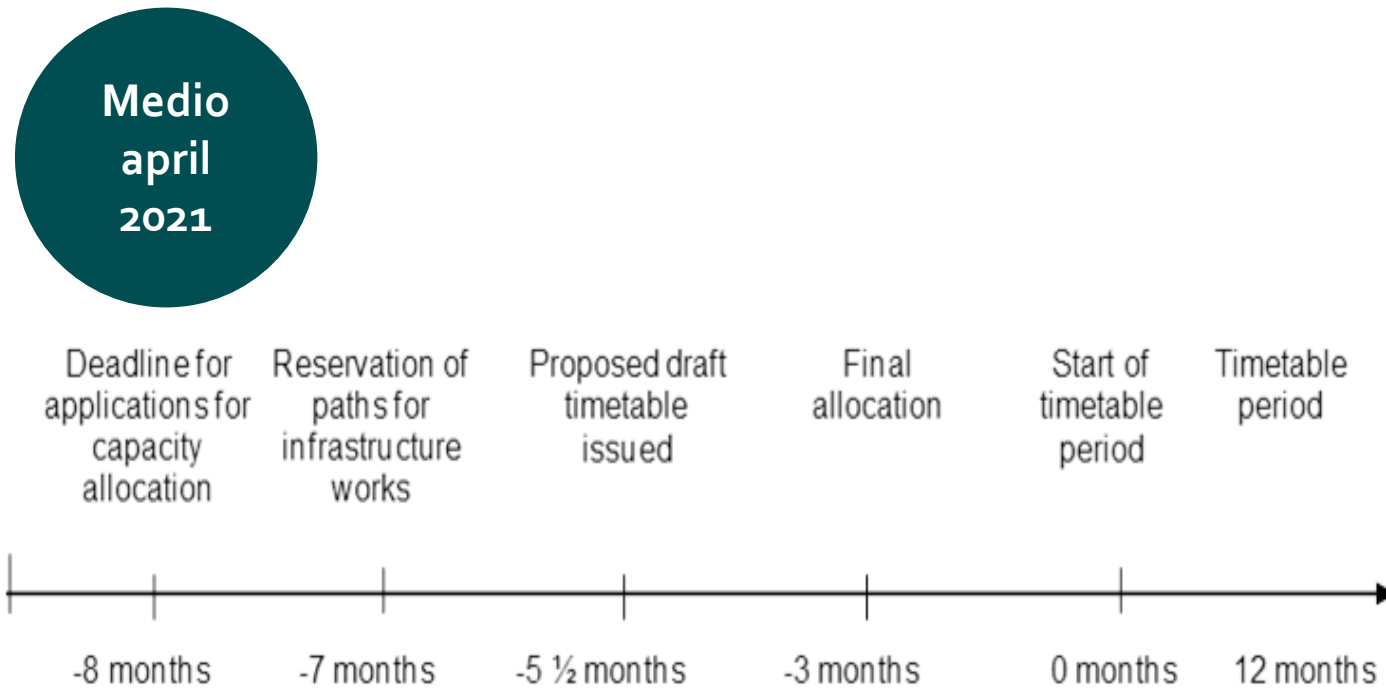 Medio
april
2021
Deadline for
applications for
capacity
allocation
Reservation of
paths for
infrastructure
works
Proposed draft
timetable
issued
Final
allocation
Start of
timetable
period
Timetable
period
-8 months
-7 months
-5 ½ months
-3 months
0 months
12 months